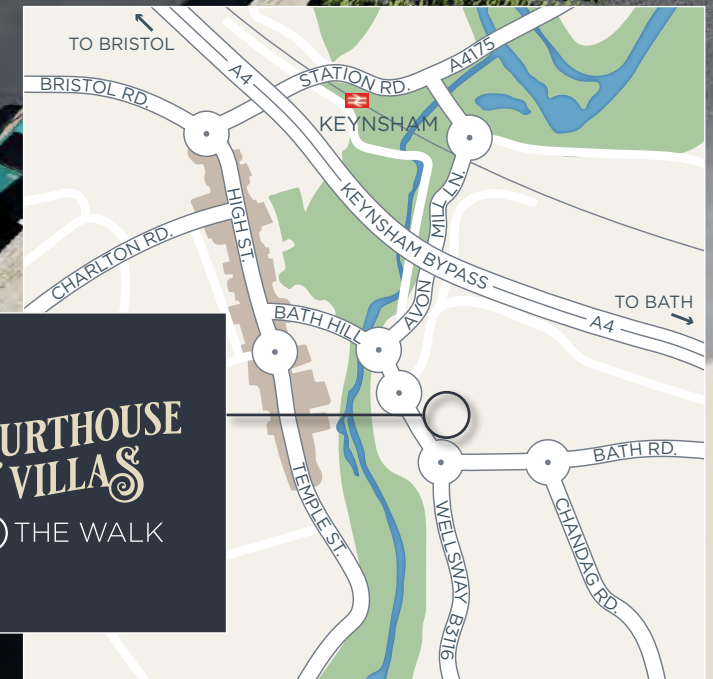 TO BRISTOL
A4175
STATION RD.
A4
BRISTOL RD.
KEYNSHAM
HIGH ST.
MILL LN.
KEYNSHAM BYPASS
CHARLTON RD.
AVON
TO BATH
BATH HILL
A4
URTHOUSE
VILLAS
THE WALK
BATH RD.
TEMPLE ST.
WELLSWAY B3116
CHANDAG RD.